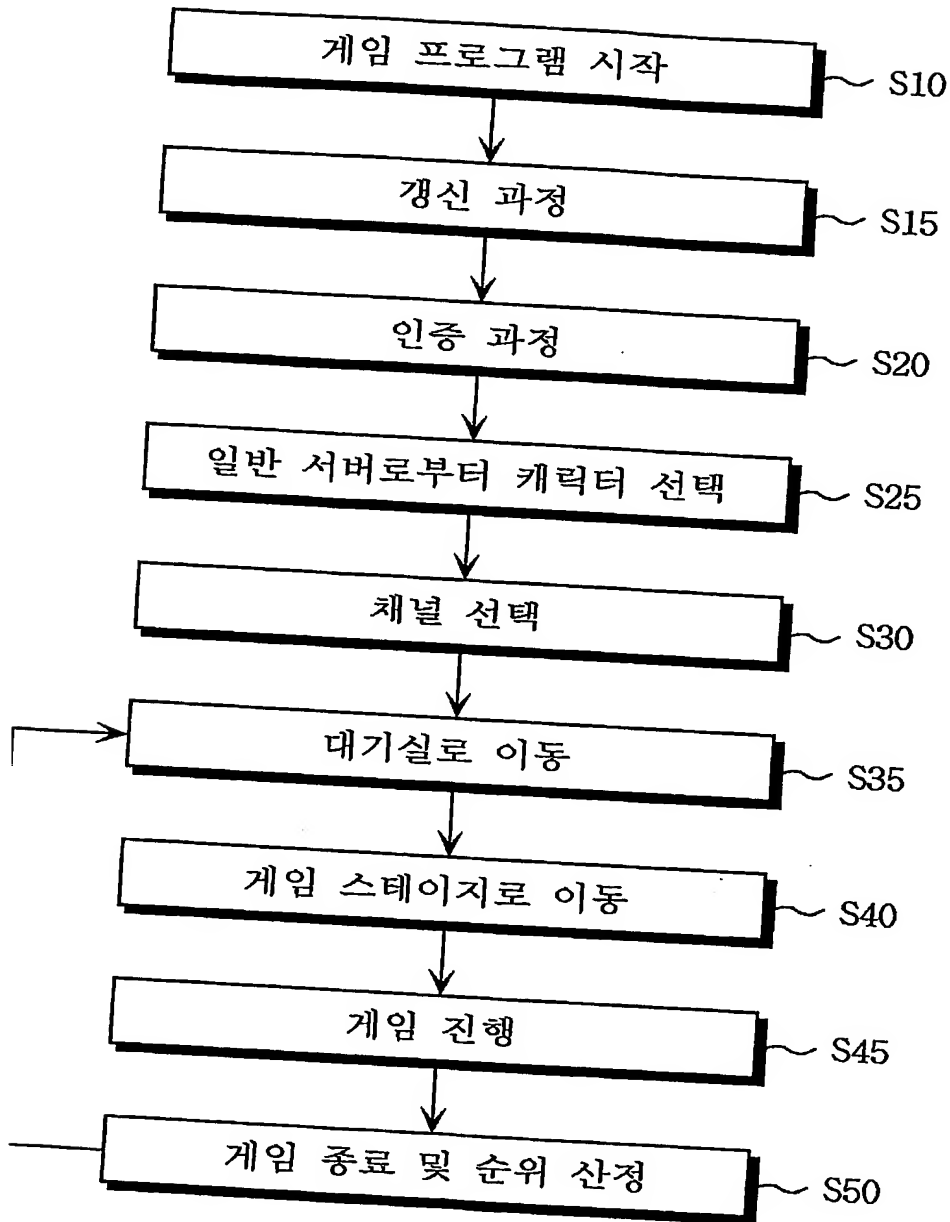 게임 프로그램 시작 S10
갱신 과정 S15
인증 과정 S20
일반 서버로부터 캐릭터 선택 S25
채널 선택 S30
대기실로 이동 S35
게임 스테이지로 이동 S40
게임 진행 S45
게임 종료 및 순위 산정 S50